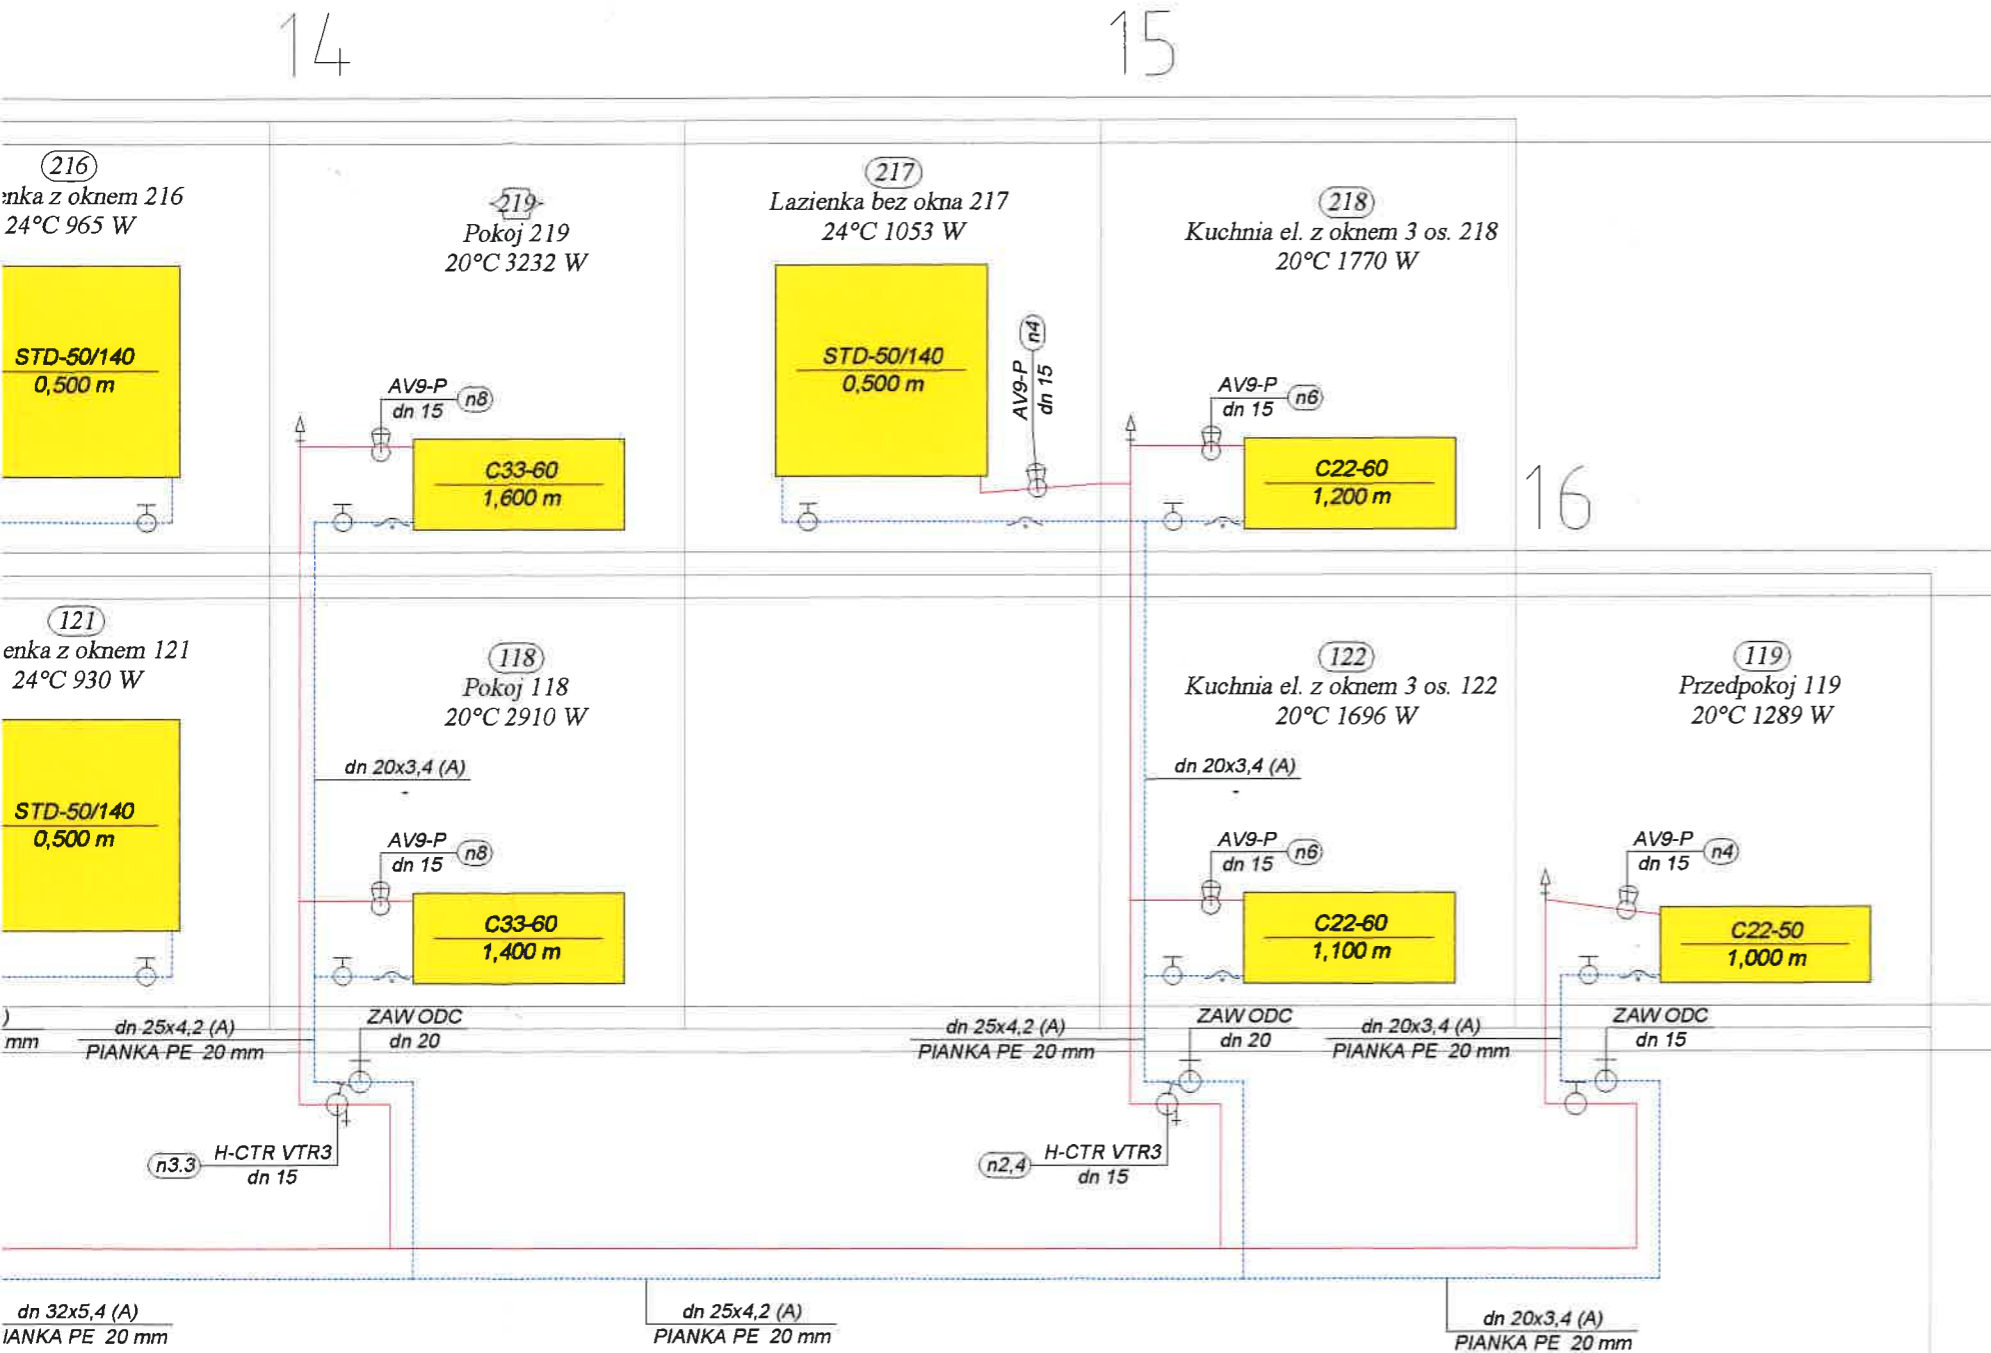 14
15
216
z oknem 216
24°C 965 W
STD-50/140
0,500 m
219
Pokoj 219
20°C 3232 W
AV9-P
dn 15
n8
C33-60
1,600 m
217
Lazienka bez okna 217
24°C 1053 W
STD-50/140
0,500 m
AV9-P
dn 15
n4
218
Kuchnia el. z oknem 3 os. 218
20°C 1770 W
AV9-P
dn 15
n6
C22-60
1,200 m
16
121
enka z oknem 121
24°C 930 W
STD-50/140
0,500 m
118
Pokoj 118
20°C 2910 W
dn 20x3,4 (A)
-
AV9-P
dn 15
n8
C33-60
1,400 m
122
Kuchnia el. z oknem 3 os. 122
20°C 1696 W
dn 20x3,4 (A)
-
AV9-P
dn 15
n6
C22-60
1,100 m
119
Przedpokoj 119
20°C 1289 W
AV9-P
dn 15
n4
C22-50
1,000 m
)
mm
dn 25x4,2 (A)
PIANKA PE 20 mm
ZAW ODC
dn 20
dn 25x4,2 (A)
PIANKA PE 20 mm
ZAW ODC
dn 20
dn 20x3,4 (A)
PIANKA PE 20 mm
ZAW ODC
dn 15
n3.3
H-CTR VTR3
dn 15
n2,4
H-CTR VTR3
dn 15
dn 32x5,4 (A)
IANKA PE 20 mm
dn 25x4,2 (A)
PIANKA PE 20 mm
dn 20x3,4 (A)
PIANKA PE 20 mm